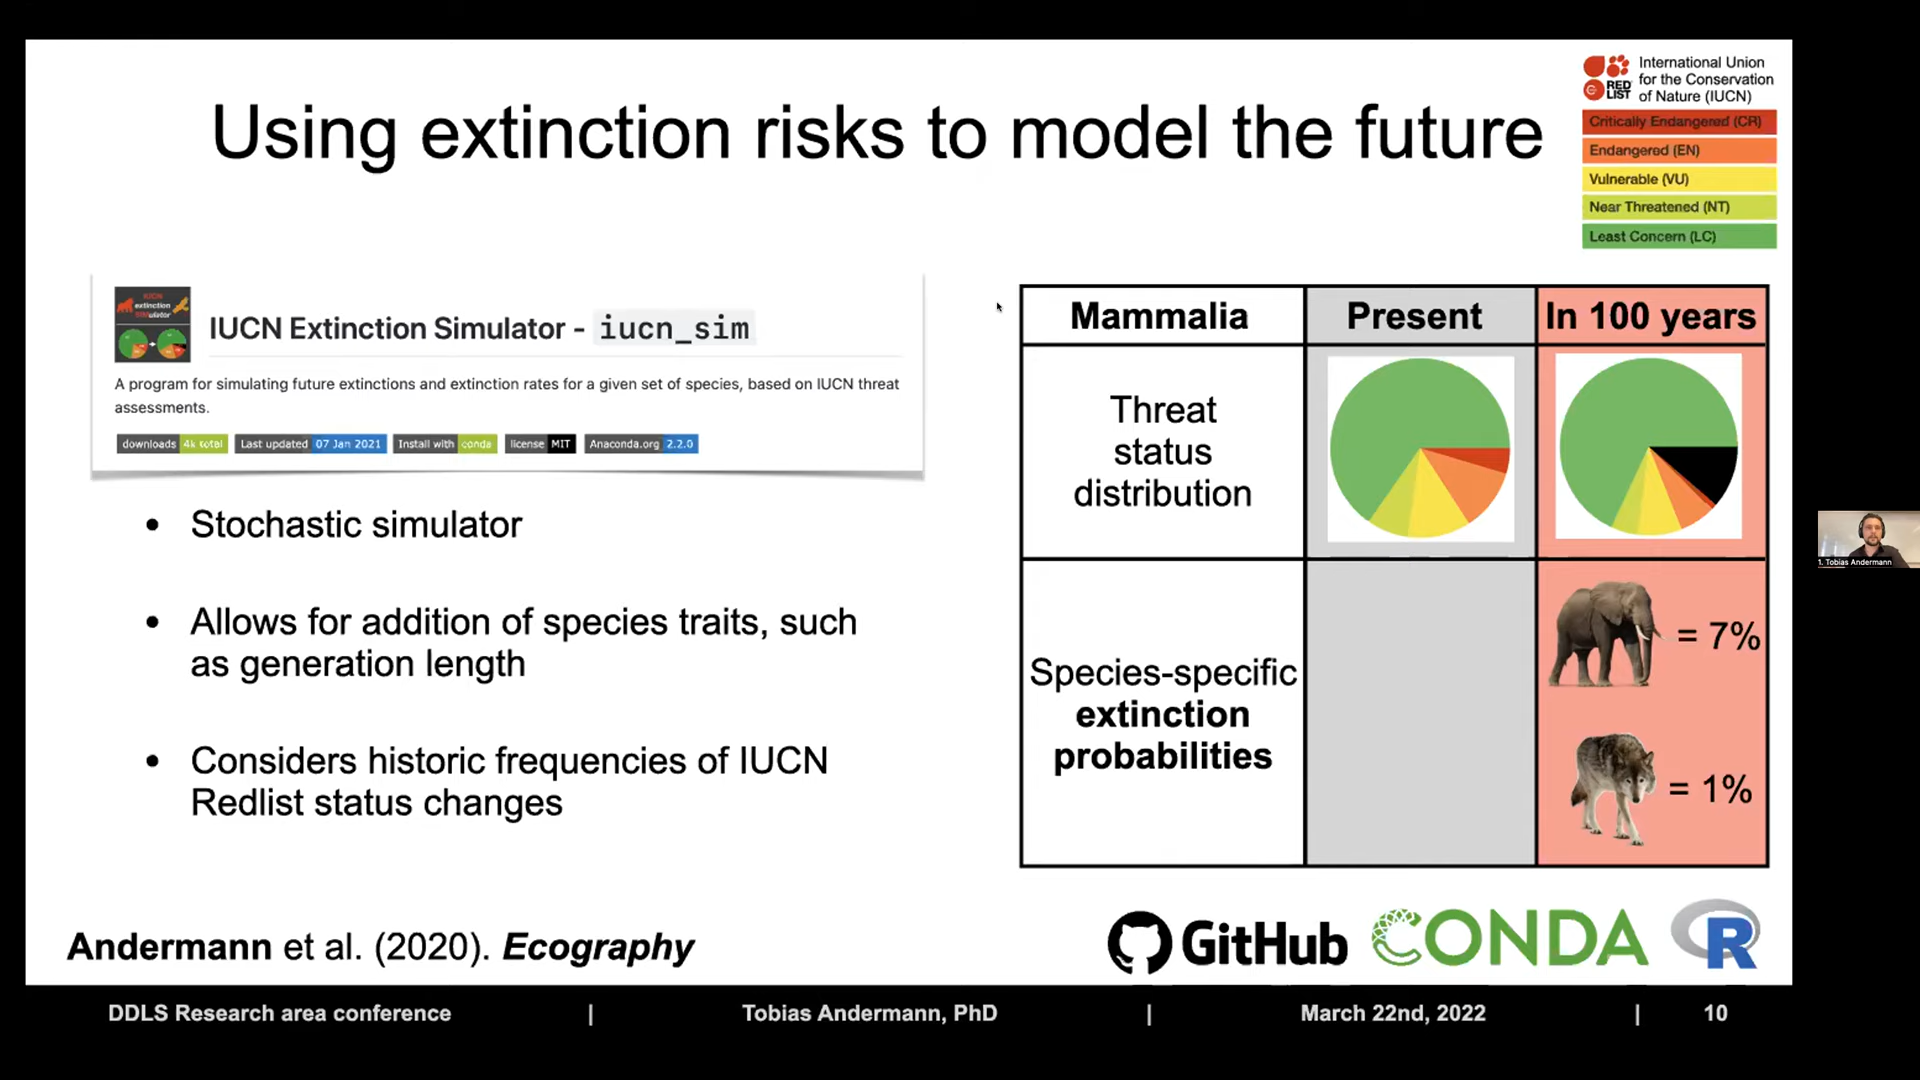 Using extinction risks to model the future
International Union
for the Conservation
of Nature (IUCN)
RED
LIST
Critically Endangered (CR)
Endangered (EN)
Vulnerable (VU)
Near Threatened (NT)
Least Concern (LC)
IUCN
extinction
SIMulator
IUCN Extinction Simulator - iucn_sim
A program for simulating future extinctions and extinction rates for a given set of species, based on IUCN threat
assessments.
downloads 4k total Last updated 07 Jan 2021 Install with conda license MIT Anaconda.org 2.2.0
• Stochastic simulator
• Allows for addition of species traits, such
as generation length
• Considers historic frequencies of IUCN
Redlist status changes
Mammalia Present In 100 years
Threat
status
distribution
Species-specific
extinction
probabilities
= 7%
= 1%
Andermann et al. (2020). Ecography
GitHub CONDA R
DDLS Research area conference | Tobias Andermann, PhD | March 22nd, 2022 | 10
1. Tobias Andermann